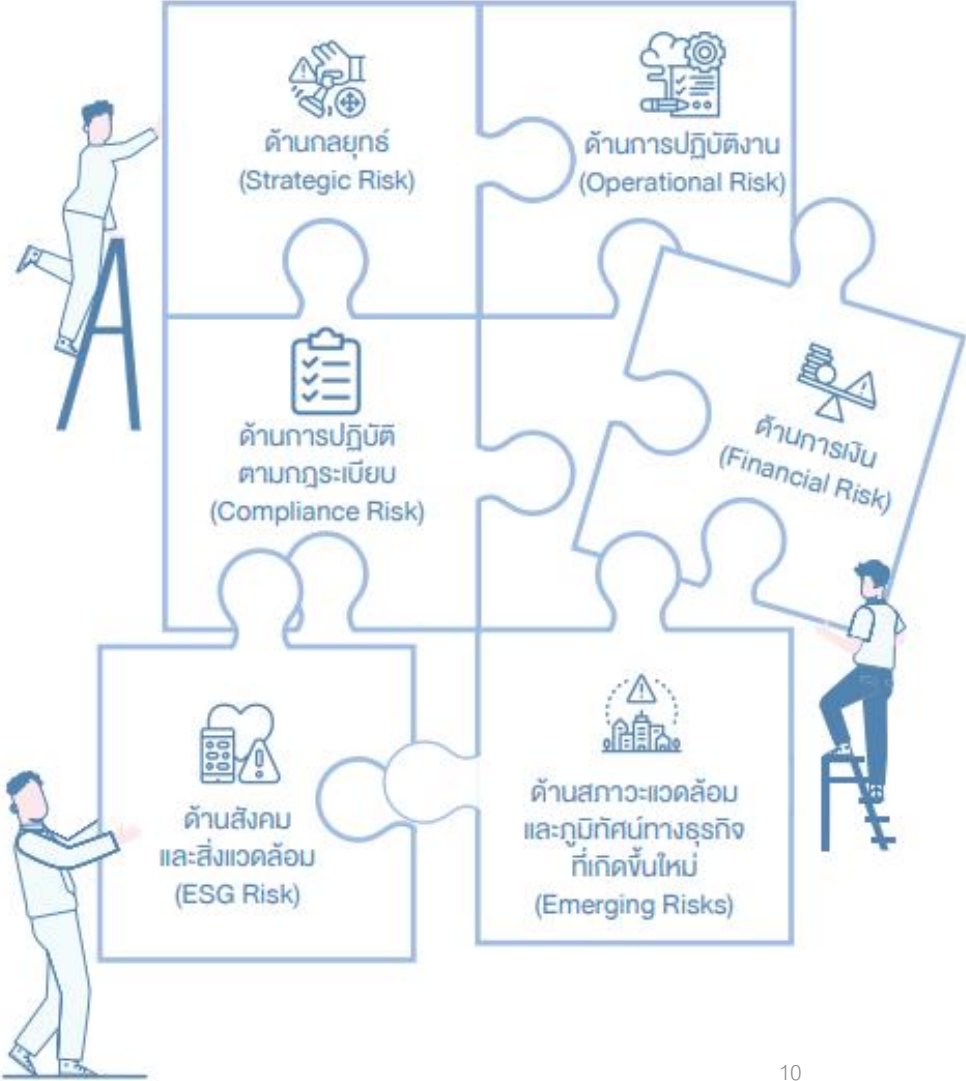 ด้านกลยุทธ์
(Strategic Risk)
ด้านการปฏิบัติงาน
(Operational Risk)
ด้านการปฏิบัติ
ตามกฎระเบียบ
(Compliance Risk)
ด้านการเงิน
(Financial Risk)
ด้านสังคม
และสิ่งแวดล้อม
(ESG Risk)
ด้านสภาวะแวดล้อม
และภูมิทัศน์ทางธุรกิจ
ที่เกิดขึ้นใหม่
(Emerging Risks)
10